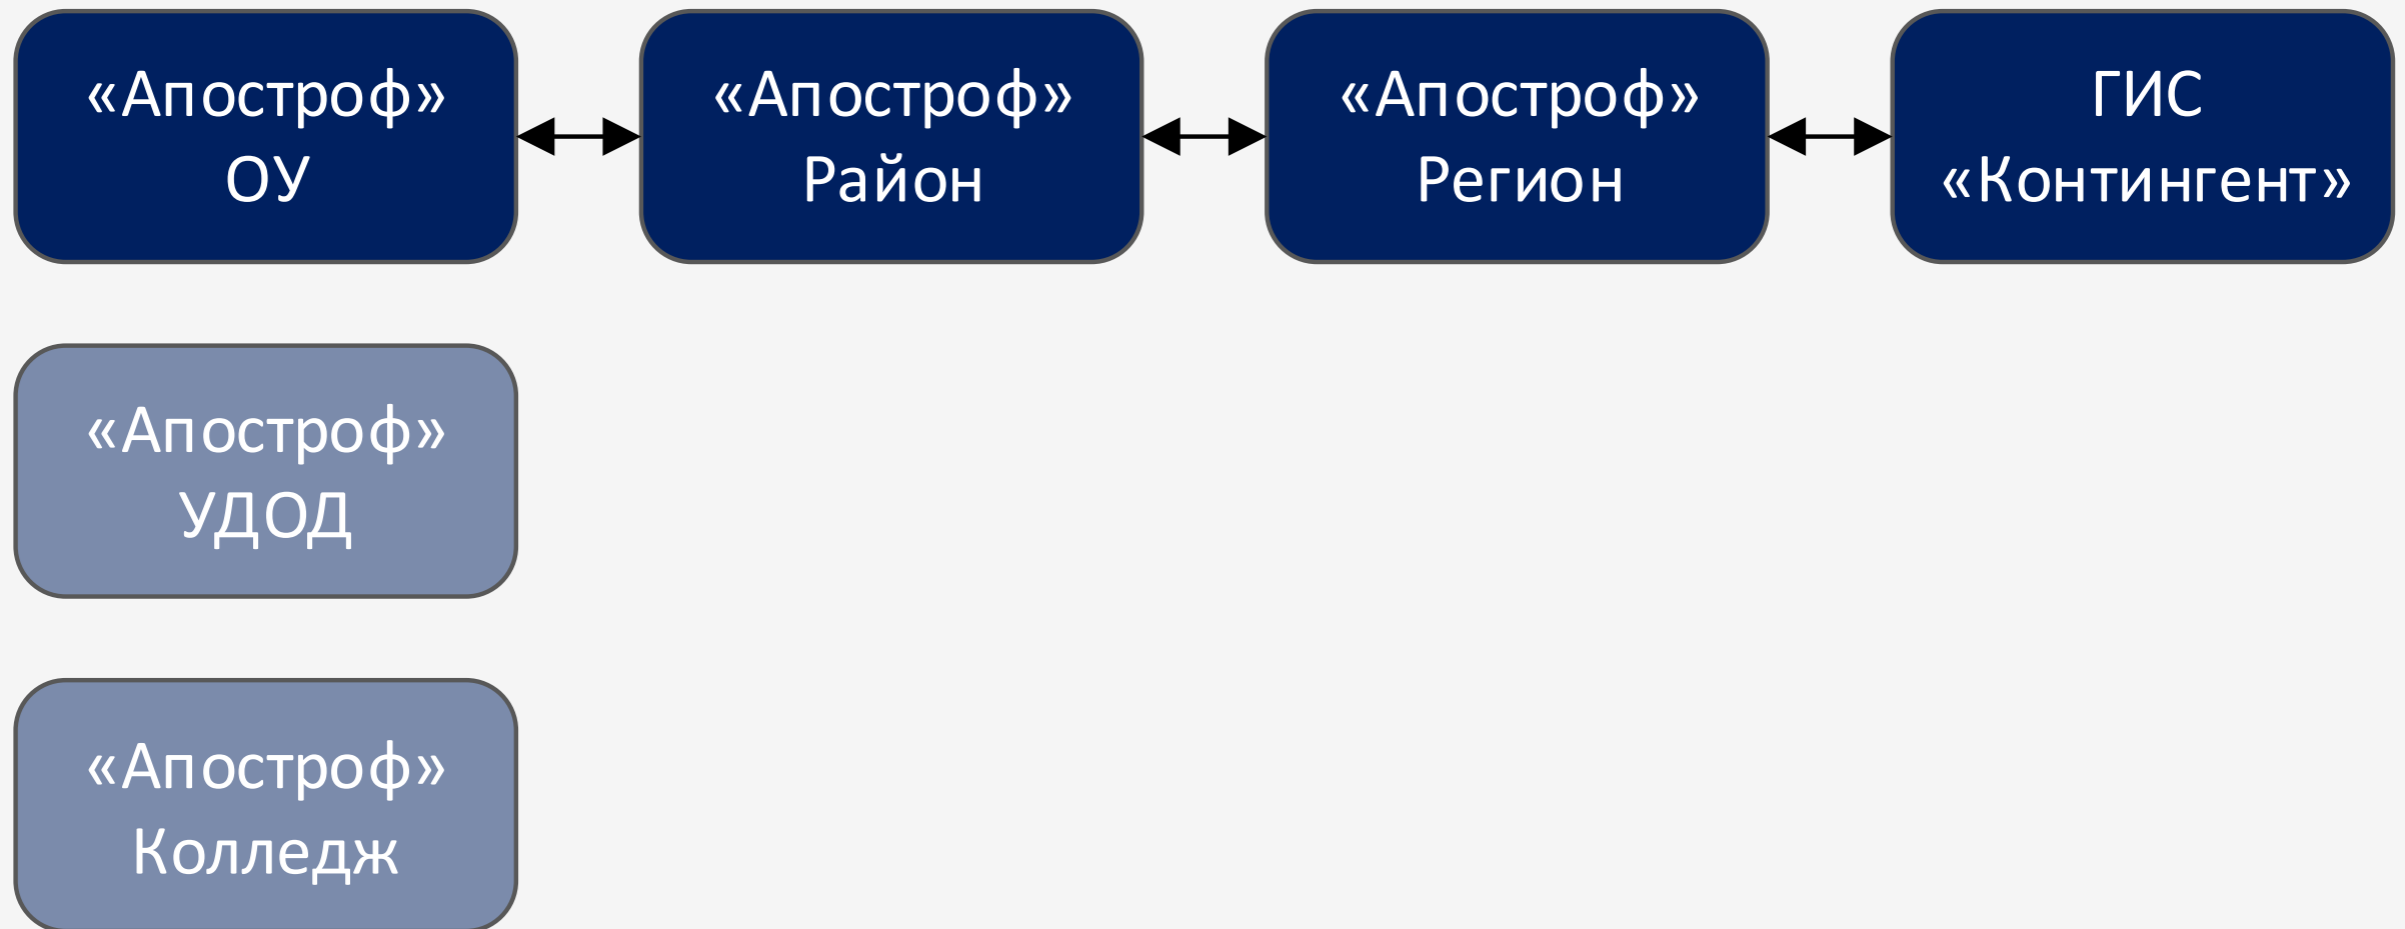 «Апостроф»
ОУ
«Апостроф»
Район
«Апостроф»
Регион
ГИС
«Контингент»
«Апостроф»
УДОД
«Апостроф»
Колледж